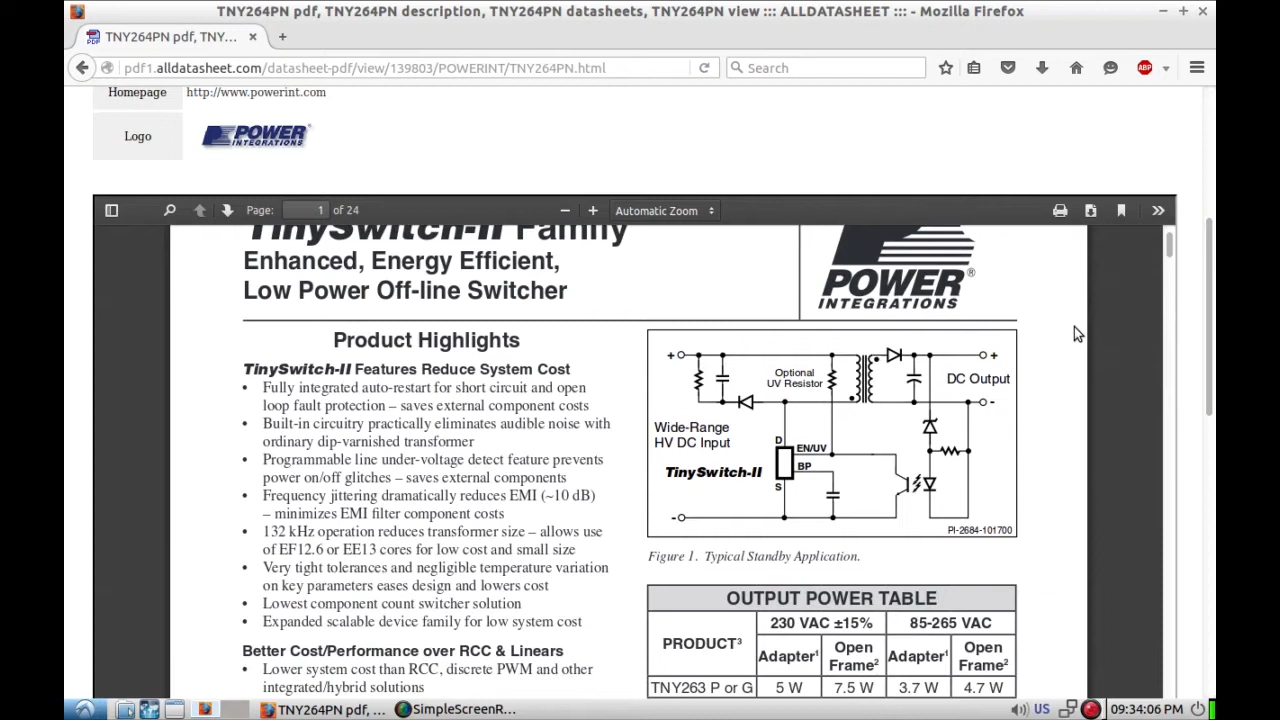 TNY264PN pdf, TNY264PN description, TNY264PN datasheets, TNY264PN view ::: ALLDATASHEET ::: - Mozilla Firefox
TNY264PN pdf, TNY...
pdf1.alldatasheet.com/datasheet-pdf/view/139803/POWERINT/TNY264PN.html
Search
ABP
Homepage http://www.powerint.com
Logo
POWER
INTEGRATIONS
Page: 1 of 24
Automatic Zoom
TinySwitch-II Family
Enhanced, Energy Efficient,
Low Power Off-line Switcher
POWER®
INTEGRATIONS
Product Highlights
TinySwitch-II Features Reduce System Cost
• Fully integrated auto-restart for short circuit and open
loop fault protection – saves external component costs
• Built-in circuitry practically eliminates audible noise with
ordinary dip-varnished transformer
• Programmable line under-voltage detect feature prevents
power on/off glitches – saves external components
• Frequency jittering dramatically reduces EMI (~10 dB)
– minimizes EMI filter component costs
• 132 kHz operation reduces transformer size – allows use
of EF12.6 or EE13 cores for low cost and small size
• Very tight tolerances and negligible temperature variation
on key parameters eases design and lowers cost
• Lowest component count switcher solution
• Expanded scalable device family for low system cost
Better Cost/Performance over RCC & Linears
• Lower system cost than RCC, discrete PWM and other
integrated/hybrid solutions
+
+
Optional
UV Resistor
DC Output
-
Wide-Range
HV DC Input
D
EN/UV
BP
TinySwitch-II
S
-
PI-2684-101700
Figure 1. Typical Standby Application.
OUTPUT POWER TABLE
PRODUCT3
230 VAC ±15% 85-265 VAC
Adapter1 Open Frame2 Adapter1 Open Frame2
TNY263 P or G 5 W 7.5 W 3.7 W 4.7 W
TNY264PN pdf, ...
SimpleScreenR...
US
09:34:06 PM